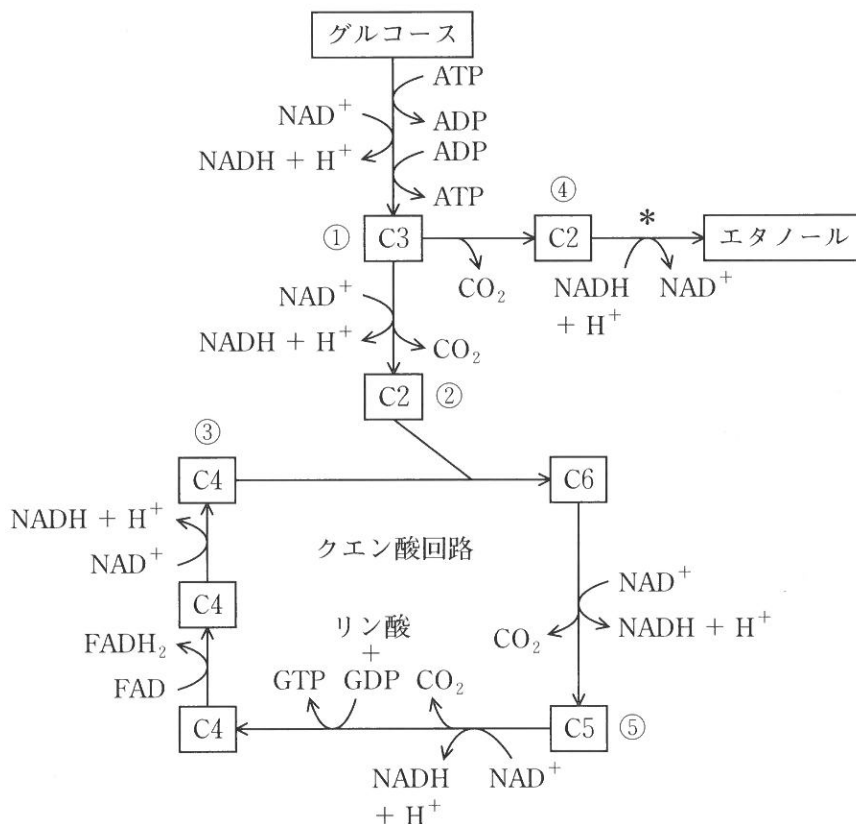 グルコース
ATP
NAD⁺
ADP
NADH + H⁺
ADP
ATP
④
*
① C3
C2
エタノール
CO₂
NADH
+ H⁺
NAD⁺
NAD⁺
NADH + H⁺
CO₂
C2 ②
③
C4
C6
NADH + H⁺
NAD⁺
クエン酸回路
NAD⁺
C4
CO₂
NADH + H⁺
リン酸
+
FADH₂
FAD
GTP
GDP
CO₂
C4
C5 ⑤
NADH
+ H⁺
NAD⁺